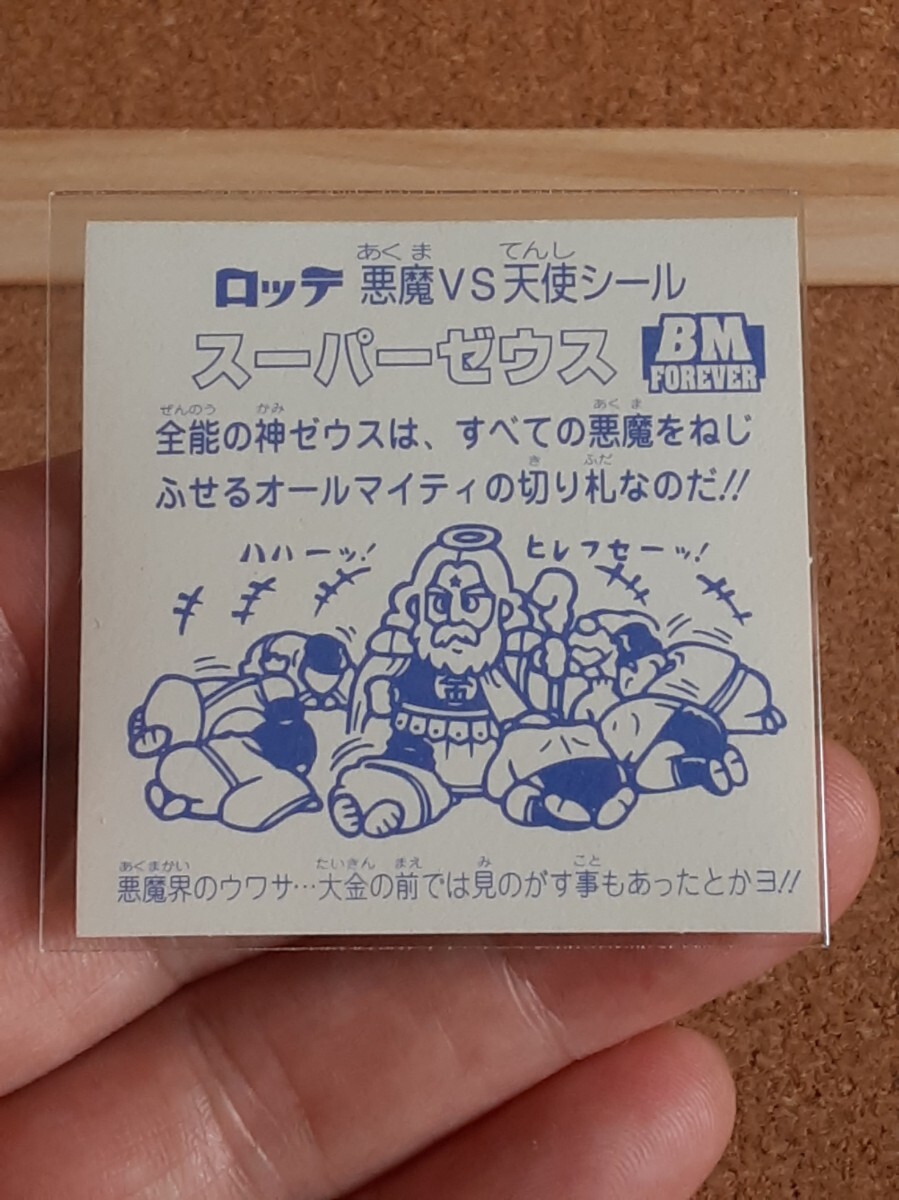 あくま てんし
ロッテ 悪魔VS天使シール
スーパーゼウス
BM
FOREVER
ぜんのう かみ あくま
全能の神ゼウスは、すべての悪魔をねじ
き ふだ
ふせるオールマイティの切り札なのだ!!
ハハーッ! ヒレフセーッ!
あくまかい たいきん まえ み こと
悪魔界のウワサ…大金の前では見のがす事もあったとかヨ!!